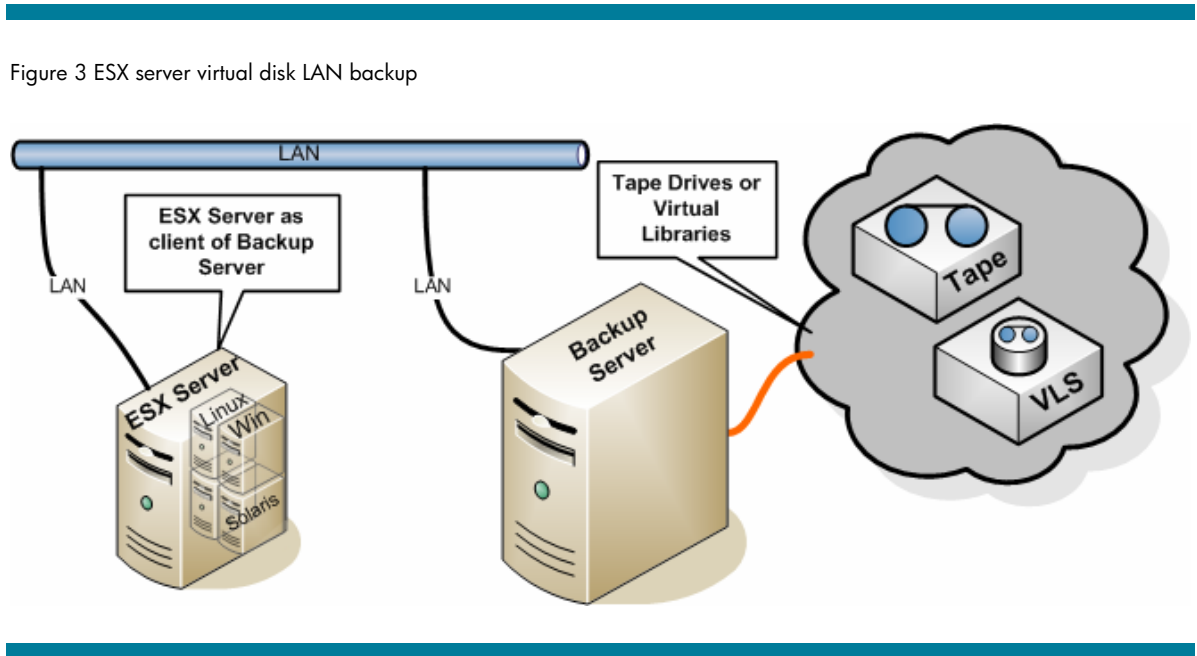 Figure 3 ESX server virtual disk LAN backup
LAN
ESX Server as
client of Backup
Server
Tape Drives or
Virtual
Libraries
LAN
LAN
Tape
VLS
Backup
Server
ESX Server
Linux
Win
Solaris